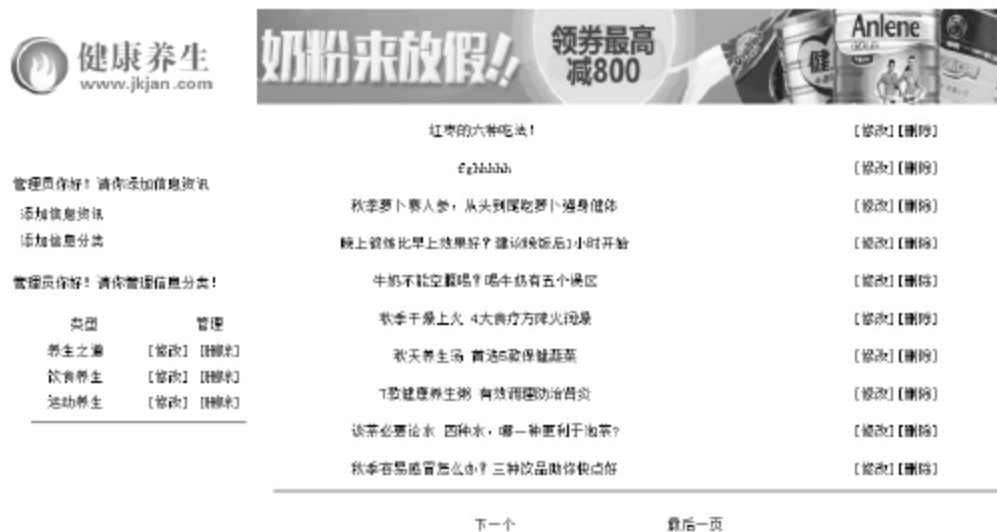 健康养生
www.jkjan.com
奶粉来放假!!
领券最高
减800
Anlene
GOLD
健
管理员你好！请你添加信息资讯
添加信息资讯
添加信息分类
管理员你好！请你管理信息分类！
类型 管理
养生之道 [修改] [删除]
饮食养生 [修改] [删除]
运动养生 [修改] [删除]
红枣的六种吃法！ [修改][删除]
fghhhhh [修改][删除]
秋季萝卜赛人参，从头到尾吃萝卜强身健体 [修改][删除]
晚上锻炼比早上效果好？建议晚饭后1小时开始 [修改][删除]
牛奶不能空腹喝？喝牛奶有五个误区 [修改][删除]
秋季干燥上火 4大食疗方降火润燥 [修改][删除]
秋天养生汤 首选5款保健蔬菜 [修改][删除]
7款健康养生粥 有效调理防治肾炎 [修改][删除]
谈茶必要论水 四种水，哪一种更利于泡茶? [修改][删除]
秋季容易感冒怎么办？三种饮品助你快点好 [修改][删除]
下一个 最后一页